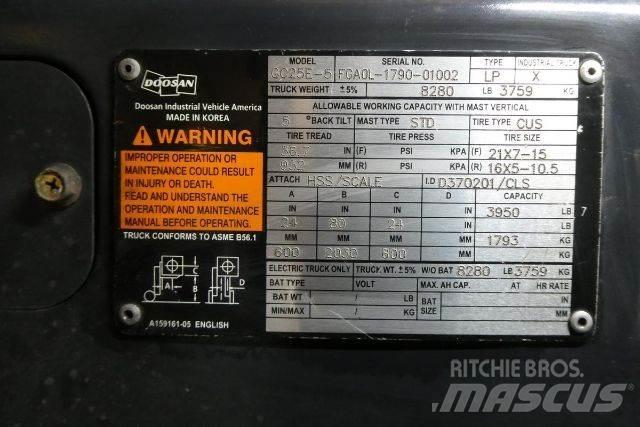 DOOSAN
Doosan Industrial Vehicle America
MADE IN KOREA
WARNING
IMPROPER OPERATION OR
MAINTENANCE COULD RESULT
IN INJURY OR DEATH.
READ AND UNDERSTAND THE
OPERATION AND MAINTENANCE
MANUAL BEFORE OPERATING.
TRUCK CONFORMS TO ASME B56.1
A B C D
A159161-05 ENGLISH
MODEL SERIAL NO. TYPE INDUSTRIAL TRUCK
GC25E-5 FGA0L-1790-01002 LP X
TRUCK WEIGHT ±5% 8280 LB 3759 KG
ALLOWABLE WORKING CAPACITY WITH MAST VERTICAL
° BACK TILT MAST TYPE STD TIRE TYPE CUS
TIRE TREAD TIRE PRESS TIRE SIZE
IN (F) PSI KPA (F) 21X7-15
MM (R) PSI KPA (R) 16X5-10.5
ATTACH HSS/SCALE I.D D370201/CLS
A B C D CAPACITY
IN IN IN IN 3950 LB
24 80 24
MM MM MM MM 1793 KG
600 2030 600
ELECTRIC TRUCK ONLY TRUCK WT. ±5% W/O BAT 8280 LB 3759 KG
BAT TYPE VOLT MAX. AH CAP. AT HR RATE
BAT WT / LB BAT SIZE IN
MIN/MAX / KG MM
7
RITCHIE BROS.
MASCUS